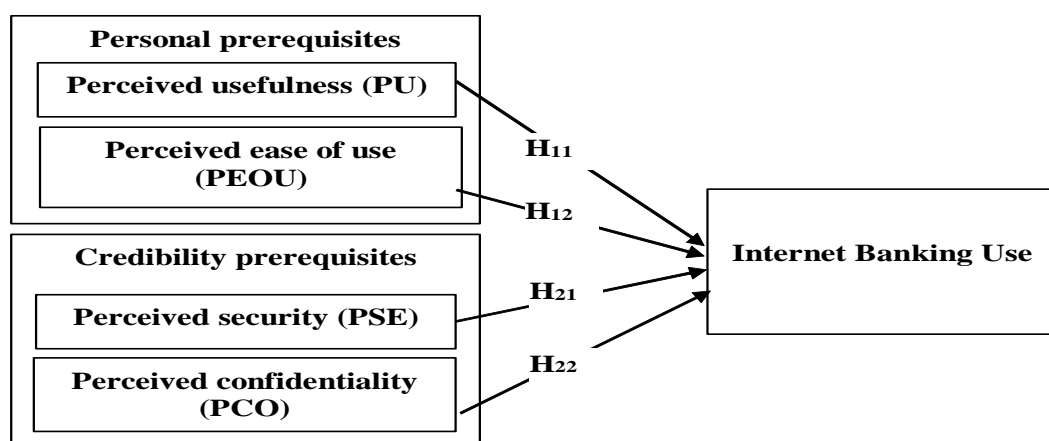 Personal prerequisites
Perceived usefulness (PU)
Perceived ease of use
(PEOU)
H11
H12
Internet Banking Use
Credibility prerequisites
Perceived security (PSE)
H21
Perceived confidentiality
(PCO)
H22